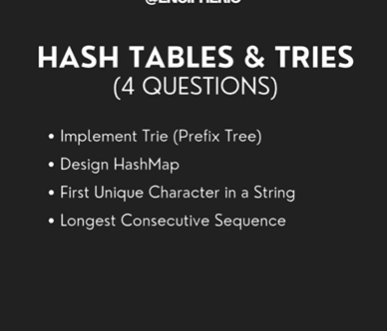 HASH TABLES & TRIES
(4 QUESTIONS)
• Implement Trie (Prefix Tree)
• Design HashMap
• First Unique Character in a String
• Longest Consecutive Sequence